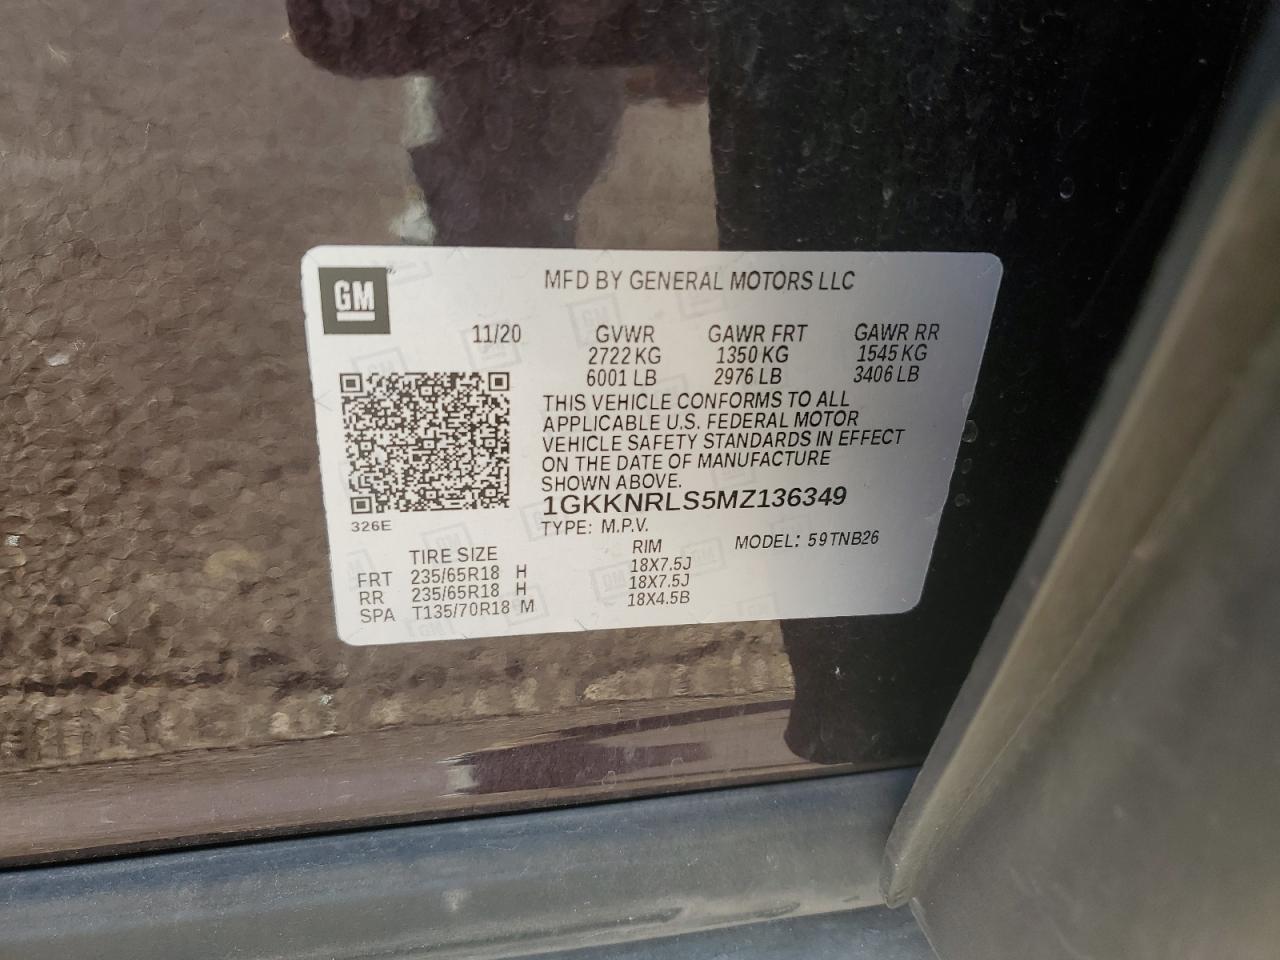 GM
MFD BY GENERAL MOTORS LLC
11/20 GVWR GAWR FRT GAWR RR
2722 KG 1350 KG 1545 KG
6001 LB 2976 LB 3406 LB
THIS VEHICLE CONFORMS TO ALL
APPLICABLE U.S. FEDERAL MOTOR
VEHICLE SAFETY STANDARDS IN EFFECT
ON THE DATE OF MANUFACTURE
SHOWN ABOVE.
1GKKNRLS5MZ136349
326E
TYPE: M.P.V. MODEL: 59TNB26
TIRE SIZE RIM
FRT 235/65R18 H 18X7.5J
RR 235/65R18 H 18X7.5J
SPA T135/70R18 M 18X4.5B